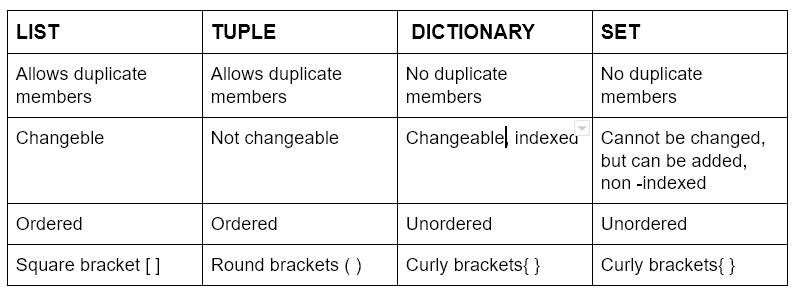 LIST TUPLE DICTIONARY SET
Allows duplicate members Allows duplicate members No duplicate members No duplicate members
Changeble Not changeable Changeable, indexed Cannot be changed, but can be added, non -indexed
Ordered Ordered Unordered Unordered
Square bracket [ ] Round brackets ( ) Curly brackets{ } Curly brackets{ }